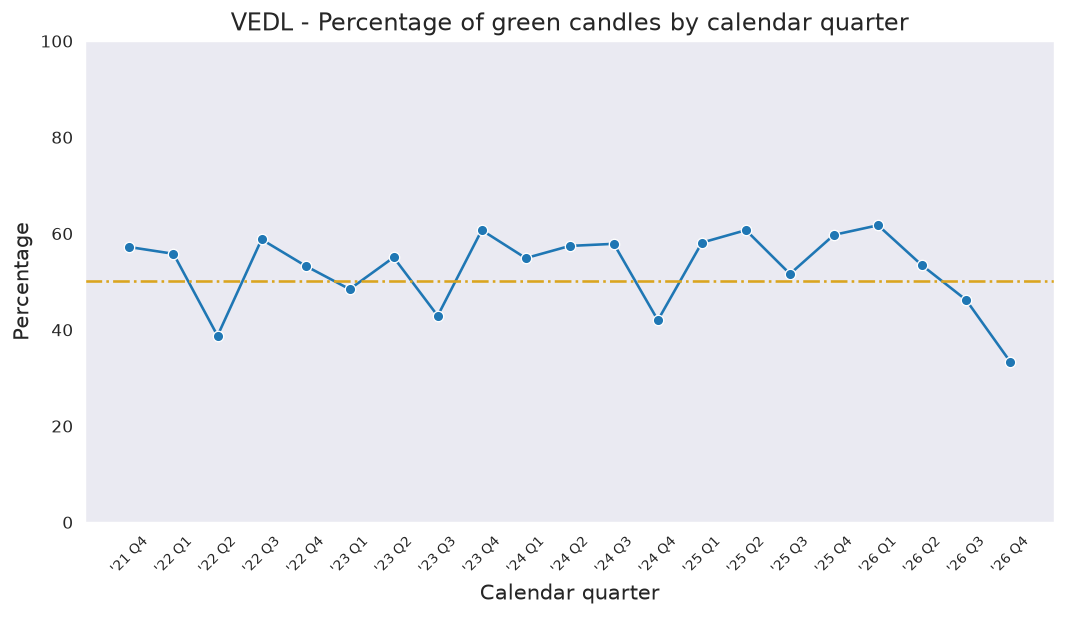 VEDL - Percentage of green candles by calendar quarter
100
80
60
40
20
0
Percentage
'21 Q4
'22 Q1
'22 Q2
'22 Q3
'22 Q4
'23 Q1
'23 Q2
'23 Q3
'23 Q4
'24 Q1
'24 Q2
'24 Q3
'24 Q4
'25 Q1
'25 Q2
'25 Q3
'25 Q4
'26 Q1
'26 Q2
'26 Q3
'26 Q4
Calendar quarter